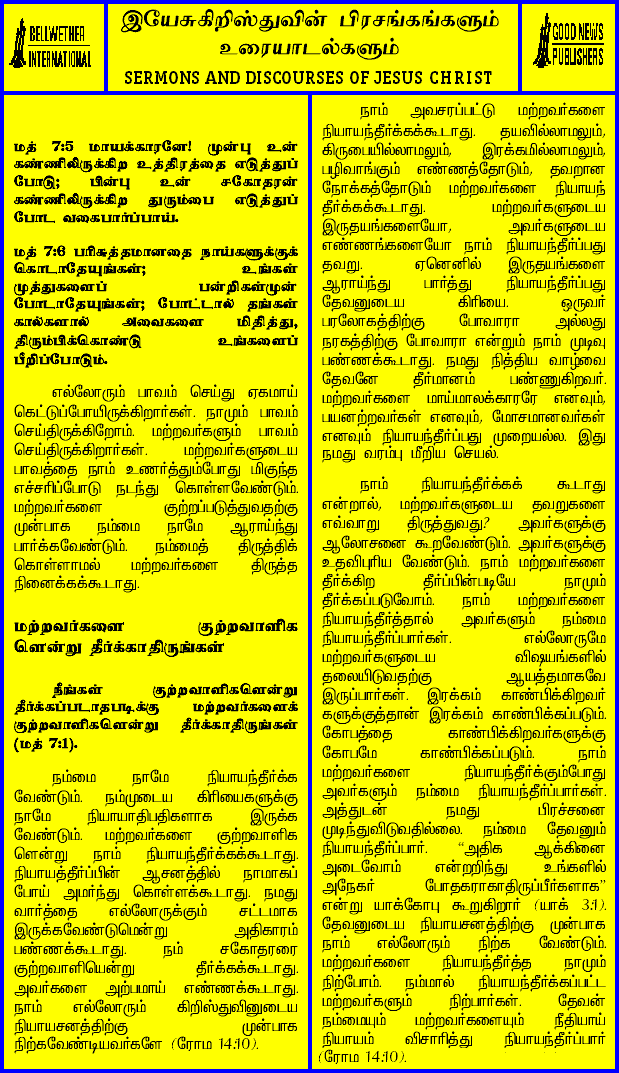 BELLWETHER
INTERNATIONAL
இயேசுகிறிஸ்துவின் பிரசங்கங்களும்
உரையாடல்களும்
SERMONS AND DISCOURSES OF JESUS CHRIST
GOOD NEWS
PUBLISHERS
மத் 7:5 மாயக்காரனே! முன்பு உன்
கண்ணிலிருக்கிற உத்திரத்தை எடுத்துப்
போடு; பின்பு உன் சகோதரன்
கண்ணிலிருக்கிற துரும்பை எடுத்துப்
போட வகைபார்ப்பாய்.
மத் 7:6 பரிசுத்தமானதை நாய்களுக்குக்
கொடாதேயுங்கள்; உங்கள்
முத்துகளைப் பன்றிகள்முன்
போடாதேயுங்கள்; போட்டால் தங்கள்
கால்களால் அவைகளை மிதித்து,
திரும்பிக்கொண்டு உங்களைப்
பீறிப்போடும்.
எல்லோரும் பாவம் செய்து ஏகமாய்
கெட்டுப்போயிருக்கிறார்கள். நாமும் பாவம்
செய்திருக்கிறோம். மற்றவர்களும் பாவம்
செய்திருக்கிறார்கள். மற்றவர்களுடைய
பாவத்தை நாம் உணர்த்தும்போது மிகுந்த
எச்சரிப்போடு நடந்து கொள்ளவேண்டும்.
மற்றவர்களை குற்றப்படுத்துவதற்கு
முன்பாக நம்மை நாமே ஆராய்ந்து
பார்க்கவேண்டும். நம்மைத் திருத்திக்
கொள்ளாமல் மற்றவர்களை திருத்த
நினைக்கக்கூடாது.
மற்றவர்களை குற்றவாளிக
ளென்று தீர்க்காதிருங்கள்
நீங்கள் குற்றவாளிகளென்று
தீர்க்கப்படாதபடிக்கு மற்றவர்களைக்
குற்றவாளிகளென்று தீர்க்காதிருங்கள்
(மத் 7:1).
நம்மை நாமே நியாயந்தீர்க்க
வேண்டும். நம்முடைய கிரியைகளுக்கு
நாமே நியாயாதிபதிகளாக இருக்க
வேண்டும். மற்றவர்களை குற்றவாளிக
ளென்று நாம் நியாயந்தீர்க்கக்கூடாது.
நியாயத்தீர்ப்பின் ஆசனத்தில் நாமாகப்
போய் அமர்ந்து கொள்ளக்கூடாது. நமது
வார்த்தை எல்லோருக்கும் சட்டமாக
இருக்கவேண்டுமென்று அதிகாரம்
பண்ணக்கூடாது. நம் சகோதரரை
குற்றவாளியென்று தீர்க்கக்கூடாது.
அவர்களை அற்பமாய் எண்ணக்கூடாது.
நாம் எல்லோரும் கிறிஸ்துவினுடைய
நியாயசனத்திற்கு முன்பாக
நிற்கவேண்டியவர்களே (ரோம 14:10).
நாம் அவசரப்பட்டு மற்றவர்களை
நியாயந்தீர்க்கக்கூடாது. தயவில்லாமலும்,
கிருபையில்லாமலும், இரக்கமில்லாமலும்,
பழிவாங்கும் எண்ணத்தோடும், தவறான
நோக்கத்தோடும் மற்றவர்களை நியாயந்
தீர்க்கக்கூடாது. மற்றவர்களுடைய
இருதயங்களையோ, அவர்களுடைய
எண்ணங்களையோ நாம் நியாயந்தீர்ப்பது
தவறு. ஏனெனில் இருதயங்களை
ஆராய்ந்து பார்த்து நியாயந்தீர்ப்பது
தேவனுடைய கிரியை. ஒருவர்
பரலோகத்திற்கு போவாரா அல்லது
நரகத்திற்கு போவாரா என்றும் நாம் முடிவு
பண்ணக்கூடாது. நமது நித்திய வாழ்வை
தேவனே தீர்மானம் பண்ணுகிறவர்.
மற்றவர்களை மாய்மாலக்காரரே எனவும்,
பயனற்றவர்கள் எனவும், மோசமானவர்கள்
எனவும் நியாயந்தீர்ப்பது முறையல்ல. இது
நமது வரம்பு மீறிய செயல்.
நாம் நியாயந்தீர்க்கக் கூடாது
என்றால், மற்றவர்களுடைய தவறுகளை
எவ்வாறு திருத்துவது? அவர்களுக்கு
ஆலோசனை கூறவேண்டும். அவர்களுக்கு
உதவிபுரிய வேண்டும். நாம் மற்றவர்களை
தீர்க்கிற தீர்ப்பின்படியே நாமும்
தீர்க்கப்படுவோம். நாம் மற்றவர்களை
நியாயந்தீர்த்தால் அவர்களும் நம்மை
நியாயந்தீர்ப்பார்கள். எல்லோருமே
மற்றவர்களுடைய விஷயங்களில்
தலையிடுவதற்கு ஆயத்தமாகவே
இருப்பார்கள். இரக்கம் காண்பிக்கிறவர்
களுக்குத்தான் இரக்கம் காண்பிக்கப்படும்.
கோபத்தை காண்பிக்கிறவர்களுக்கு
கோபமே காண்பிக்கப்படும். நாம்
மற்றவர்களை நியாயந்தீர்க்கும்போது
அவர்களும் நம்மை நியாயந்தீர்ப்பார்கள்.
அத்துடன் நமது பிரச்சனை
முடிந்துவிடுவதில்லை. நம்மை தேவனும்
நியாயந்தீர்ப்பார். “அதிக ஆக்கினை
அடைவோம் என்றறிந்து உங்களில்
அநேகர் போதகராகாதிருப்பீர்களாக”
என்று யாக்கோபு கூறுகிறார் (யாக் 3:1).
தேவனுடைய நியாயசனத்திற்கு முன்பாக
நாம் எல்லோரும் நிற்க வேண்டும்.
மற்றவர்களை நியாயந்தீர்த்த நாமும்
நிற்போம். நம்மால் நியாயந்தீர்க்கப்பட்ட
மற்றவர்களும் நிற்பார்கள். தேவன்
நம்மையும் மற்றவர்களையும் நீதியாய்
நியாயம் விசாரித்து நியாயந்தீர்ப்பார்
(ரோம 14:10).